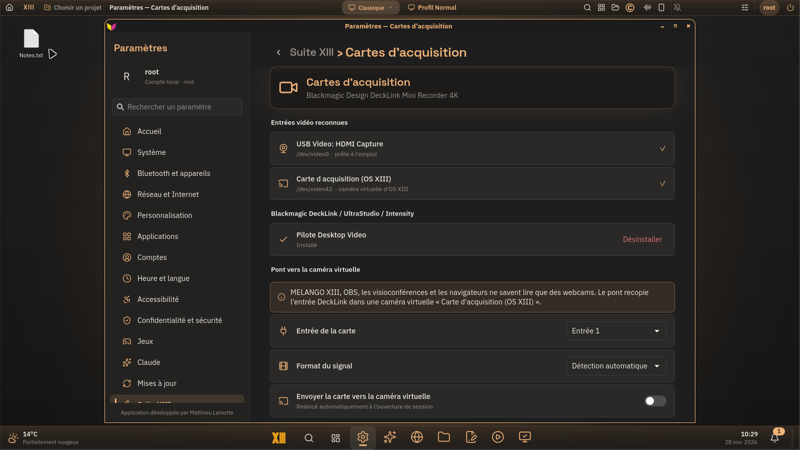 XIII
Choisir un projet
Paramètres — Cartes d'acquisition
Classique
Profil Normal
root
Notes.txt
Paramètres — Cartes d'acquisition
Paramètres
R
root
Compte local · root
Rechercher un paramètre
Accueil
Système
Bluetooth et appareils
Réseau et Internet
Personnalisation
Applications
Comptes
Heure et langue
Accessibilité
Confidentialité et sécurité
Jeux
Claude
Mises à jour
Application développée par Matthieu Lamotte
Suite XIII > Cartes d'acquisition
Cartes d'acquisition
Blackmagic Design DeckLink Mini Recorder 4K
Entrées vidéo reconnues
USB Video: HDMI Capture
/dev/video0 · prête à l'emploi
Carte d acquisition (OS XIII)
/dev/video42 · caméra virtuelle d'OS XIII
Blackmagic DeckLink / UltraStudio / Intensity
Pilote Desktop Video
Installé
Désinstaller
Pont vers la caméra virtuelle
MELANGO XIII, OBS, les visioconférences et les navigateurs ne savent lire que des webcams. Le pont recopie
l'entrée DeckLink dans une caméra virtuelle « Carte d'acquisition (OS XIII) ».
Entrée de la carte
Entrée 1
Format du signal
Détection automatique
Envoyer la carte vers la caméra virtuelle
Relancé automatiquement à l'ouverture de session
14°C
Partiellement nuageux
XIII
10:29
28 nov. 2026
1